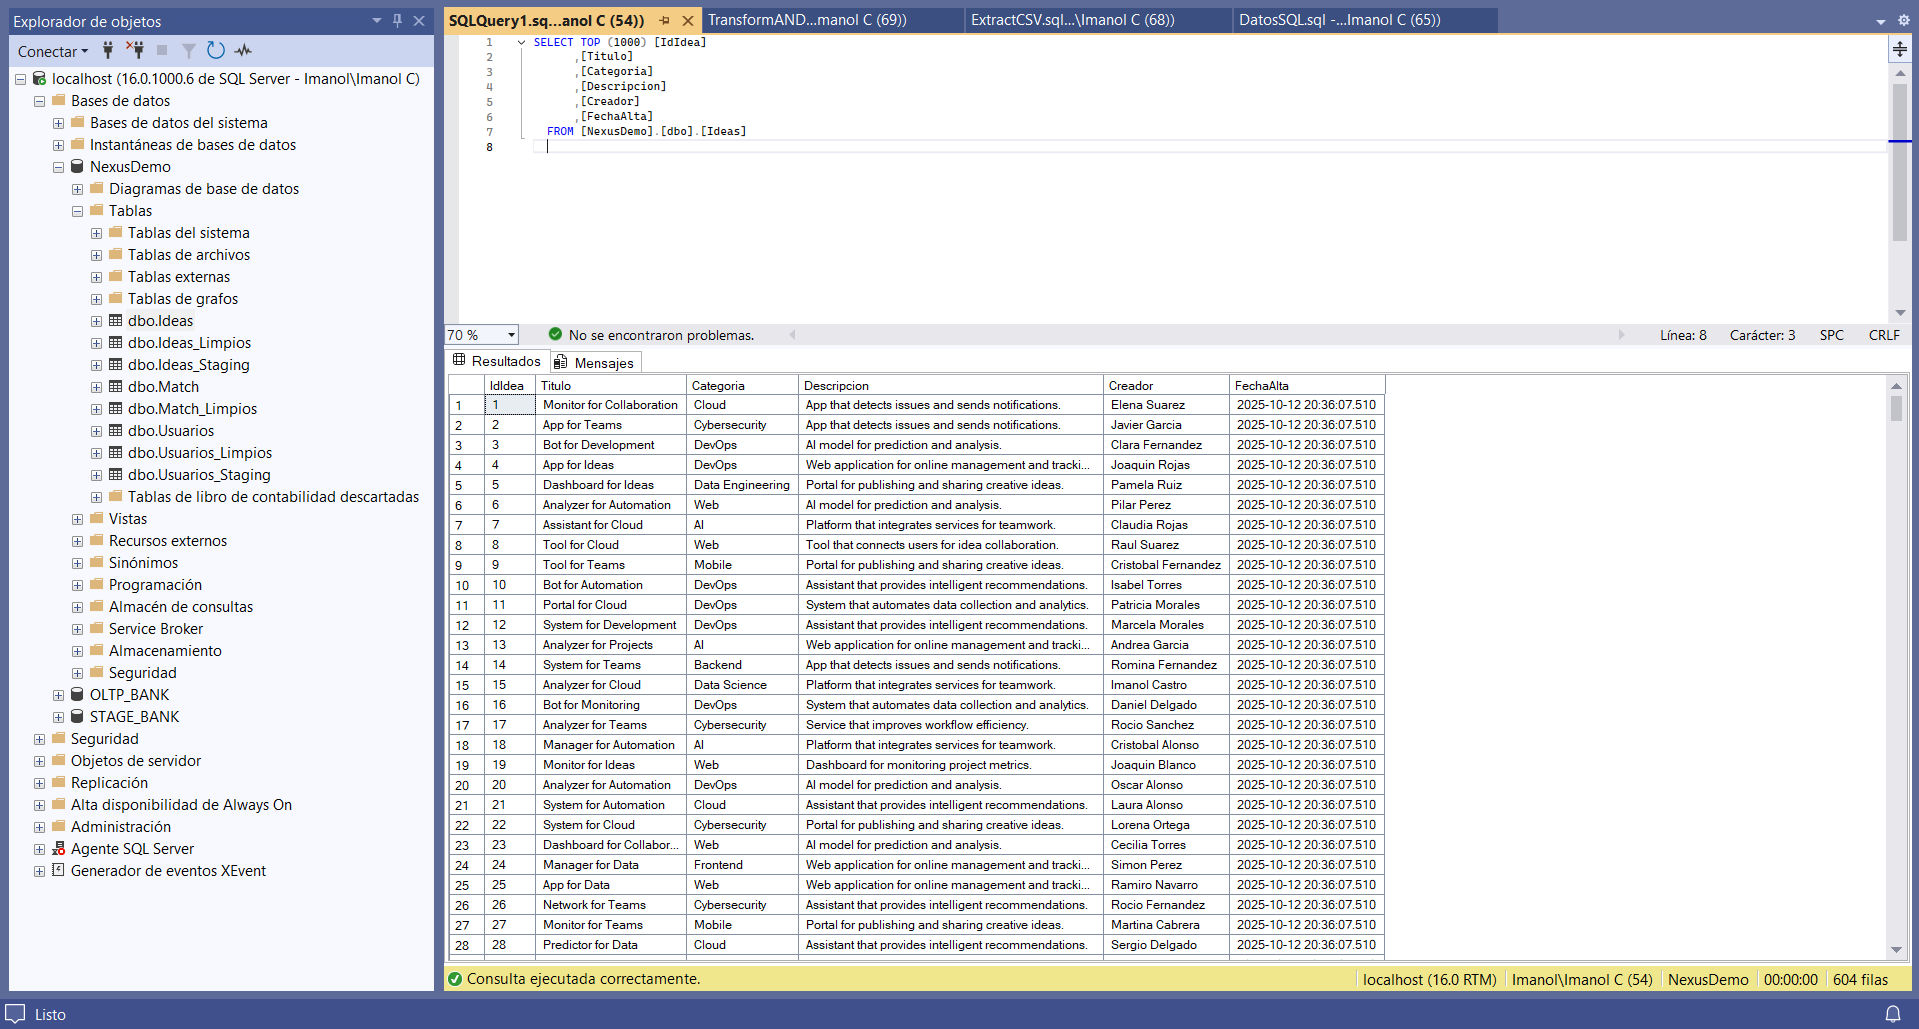 Explorador de objetos
Conectar
localhost (16.0.1000.6 de SQL Server - Imanol\Imanol C)
Bases de datos
Bases de datos del sistema
Instantáneas de bases de datos
NexusDemo
Diagramas de base de datos
Tablas
Tablas del sistema
Tablas de archivos
Tablas externas
Tablas de grafos
dbo.Ideas
dbo.Ideas_Limpios
dbo.Ideas_Staging
dbo.Match
dbo.Match_Limpios
dbo.Usuarios
dbo.Usuarios_Limpios
dbo.Usuarios_Staging
Tablas de libro de contabilidad descartadas
Vistas
Recursos externos
Sinónimos
Programación
Almacén de consultas
Service Broker
Almacenamiento
Seguridad
OLTP_BANK
STAGE_BANK
Seguridad
Objetos de servidor
Replicación
Alta disponibilidad de Always On
Administración
Agente SQL Server
Generador de eventos XEvent
SQLQuery1.sq...anol C (54)) TransformAND...manol C (69)) ExtractCSV.sql...\Imanol C (68)) DatosSQL.sql -...Imanol C (65))
1 SELECT TOP (1000) [IdIdea]
2 ,[Titulo]
3 ,[Categoria]
4 ,[Descripcion]
5 ,[Creador]
6 ,[FechaAlta]
7 FROM [NexusDemo].[dbo].[Ideas]
8
70 % No se encontraron problemas. Línea: 8 Carácter: 3 SPC CRLF
Resultados Mensajes
IdIdea Titulo Categoria Descripcion Creador FechaAlta
1 1 Monitor for Collaboration Cloud App that detects issues and sends notifications. Elena Suarez 2025-10-12 20:36:07.510
2 2 App for Teams Cybersecurity App that detects issues and sends notifications. Javier Garcia 2025-10-12 20:36:07.510
3 3 Bot for Development DevOps AI model for prediction and analysis. Clara Fernandez 2025-10-12 20:36:07.510
4 4 App for Ideas DevOps Web application for online management and tracki... Joaquin Rojas 2025-10-12 20:36:07.510
5 5 Dashboard for Ideas Data Engineering Portal for publishing and sharing creative ideas. Pamela Ruiz 2025-10-12 20:36:07.510
6 6 Analyzer for Automation Web AI model for prediction and analysis. Pilar Perez 2025-10-12 20:36:07.510
7 7 Assistant for Cloud AI Platform that integrates services for teamwork. Claudia Rojas 2025-10-12 20:36:07.510
8 8 Tool for Cloud Web Tool that connects users for idea collaboration. Raul Suarez 2025-10-12 20:36:07.510
9 9 Tool for Teams Mobile Portal for publishing and sharing creative ideas. Cristobal Fernandez 2025-10-12 20:36:07.510
10 10 Bot for Automation DevOps Assistant that provides intelligent recommendations. Isabel Torres 2025-10-12 20:36:07.510
11 11 Portal for Cloud DevOps System that automates data collection and analytics. Patricia Morales 2025-10-12 20:36:07.510
12 12 System for Development DevOps Assistant that provides intelligent recommendations. Marcela Morales 2025-10-12 20:36:07.510
13 13 Analyzer for Projects AI Web application for online management and tracki... Andrea Garcia 2025-10-12 20:36:07.510
14 14 System for Teams Backend App that detects issues and sends notifications. Romina Fernandez 2025-10-12 20:36:07.510
15 15 Analyzer for Cloud Data Science Platform that integrates services for teamwork. Imanol Castro 2025-10-12 20:36:07.510
16 16 Bot for Monitoring DevOps System that automates data collection and analytics. Daniel Delgado 2025-10-12 20:36:07.510
17 17 Analyzer for Teams Cybersecurity Service that improves workflow efficiency. Rocio Sanchez 2025-10-12 20:36:07.510
18 18 Manager for Automation AI Platform that integrates services for teamwork. Cristobal Alonso 2025-10-12 20:36:07.510
19 19 Monitor for Ideas Web Dashboard for monitoring project metrics. Joaquin Blanco 2025-10-12 20:36:07.510
20 20 Analyzer for Automation DevOps AI model for prediction and analysis. Oscar Alonso 2025-10-12 20:36:07.510
21 21 System for Automation Cloud Assistant that provides intelligent recommendations. Laura Alonso 2025-10-12 20:36:07.510
22 22 System for Cloud Cybersecurity Portal for publishing and sharing creative ideas. Lorena Ortega 2025-10-12 20:36:07.510
23 23 Dashboard for Collabor... Web AI model for prediction and analysis. Cecilia Torres 2025-10-12 20:36:07.510
24 24 Manager for Data Frontend Web application for online management and tracki... Simon Perez 2025-10-12 20:36:07.510
25 25 App for Data Web Web application for online management and tracki... Ramiro Navarro 2025-10-12 20:36:07.510
26 26 Network for Teams Cybersecurity Assistant that provides intelligent recommendations. Rocio Fernandez 2025-10-12 20:36:07.510
27 27 Monitor for Teams Mobile Portal for publishing and sharing creative ideas. Martina Cabrera 2025-10-12 20:36:07.510
28 28 Predictor for Data Cloud Assistant that provides intelligent recommendations. Sergio Delgado 2025-10-12 20:36:07.510
Consulta ejecutada correctamente. localhost (16.0 RTM) Imanol\Imanol C (54) NexusDemo 00:00:00 604 filas
Listo